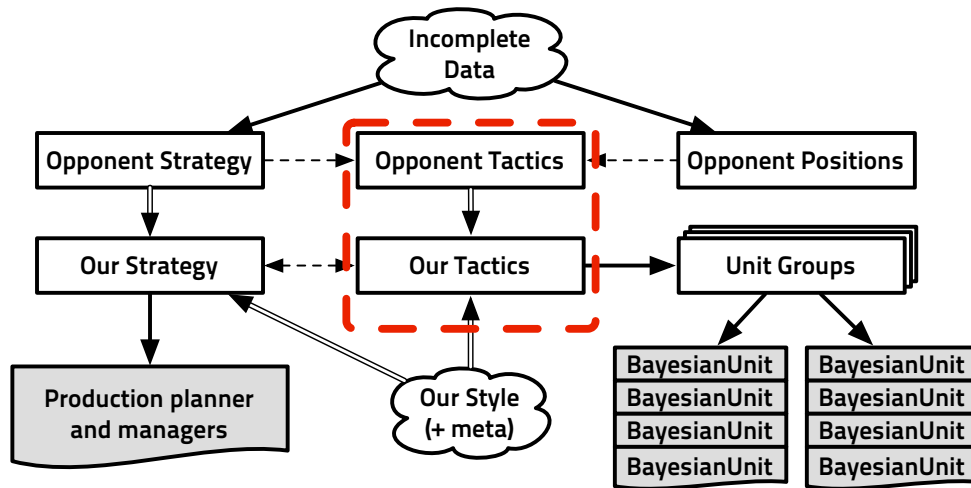 Incomplete
Data
Opponent Strategy
Opponent Tactics
Opponent Positions
Our Strategy
Our Tactics
Unit Groups
Production planner
and managers
Our Style
(+ meta)
BayesianUnit
BayesianUnit
BayesianUnit
BayesianUnit
BayesianUnit
BayesianUnit
BayesianUnit
BayesianUnit